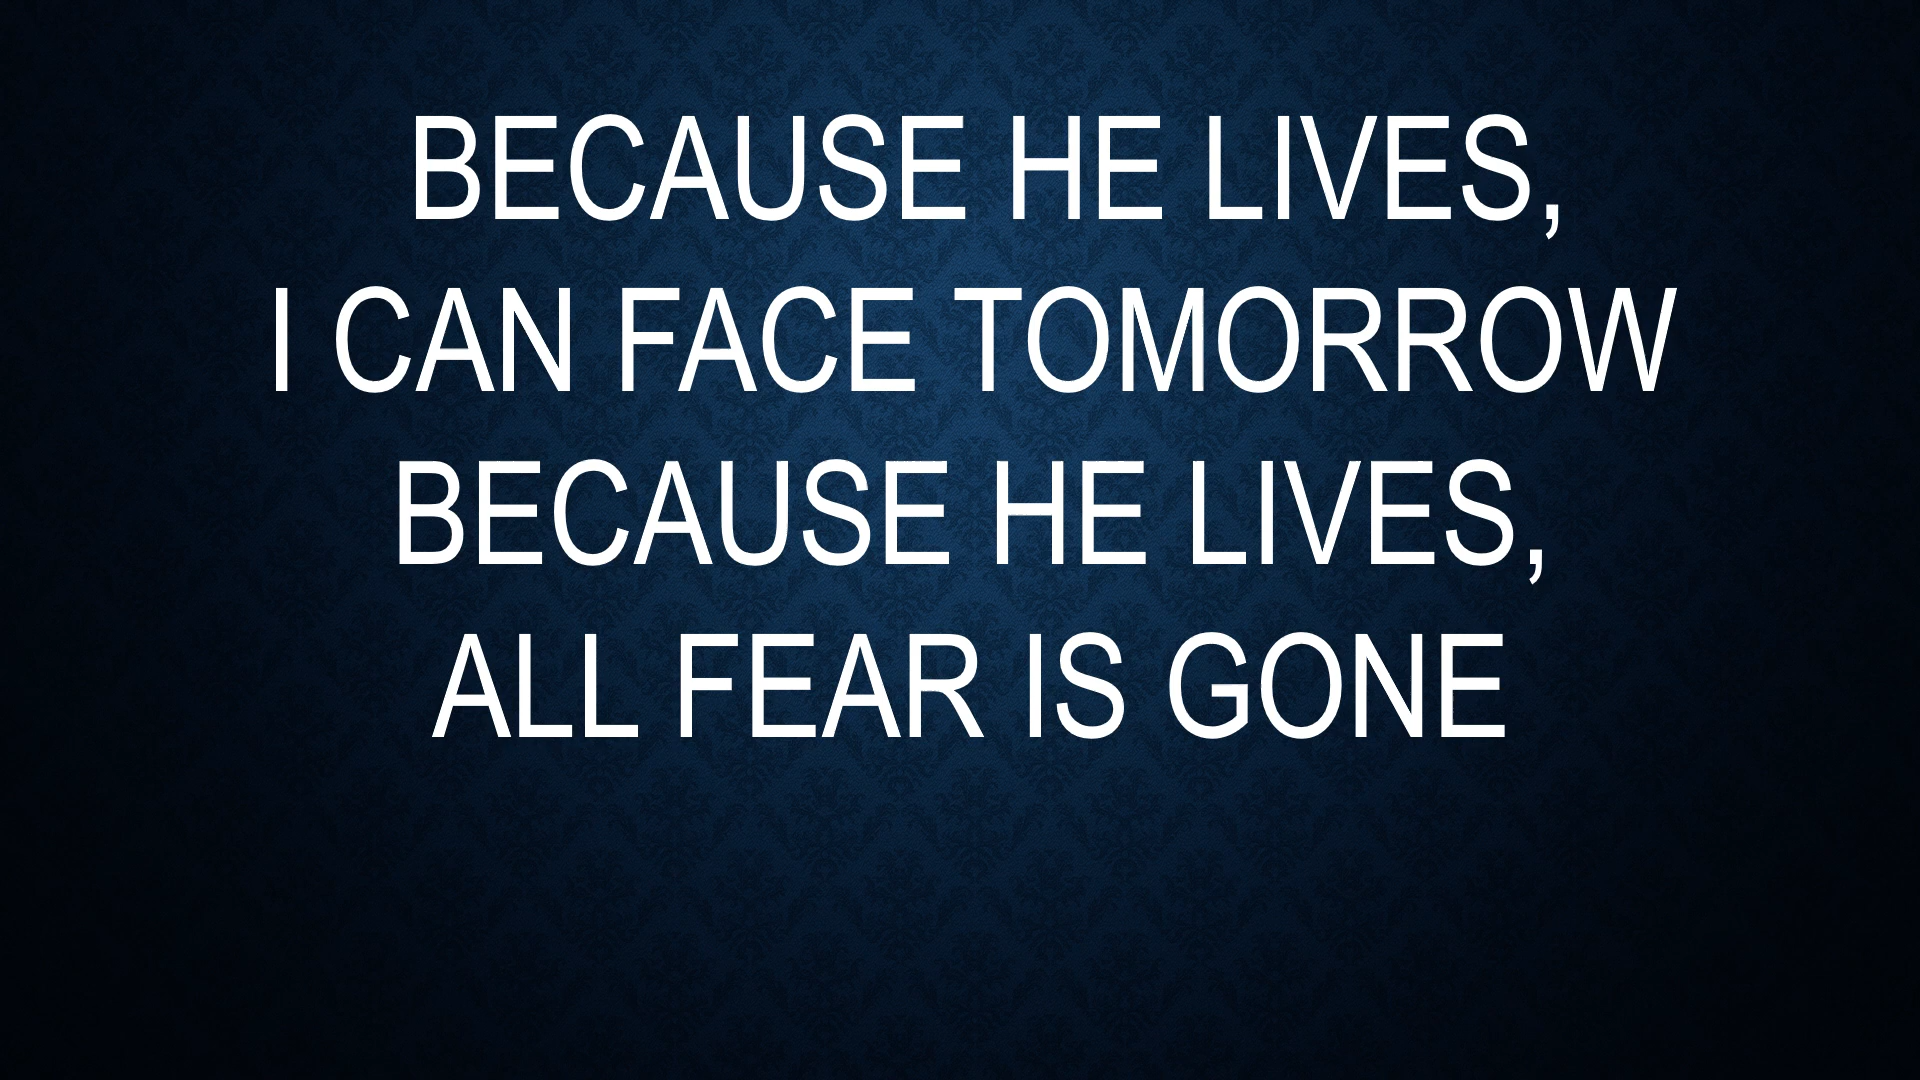 BECAUSE HE LIVES,
I CAN FACE TOMORROW
BECAUSE HE LIVES,
ALL FEAR IS GONE